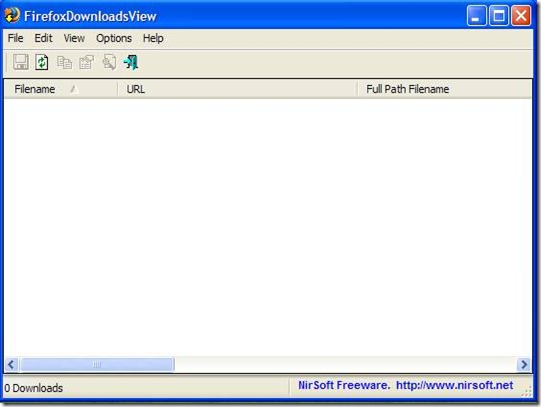 FirefoxDownloadsView
File Edit View Options Help
Filename URL Full Path Filename
0 Downloads NirSoft Freeware. http://www.nirsoft.net